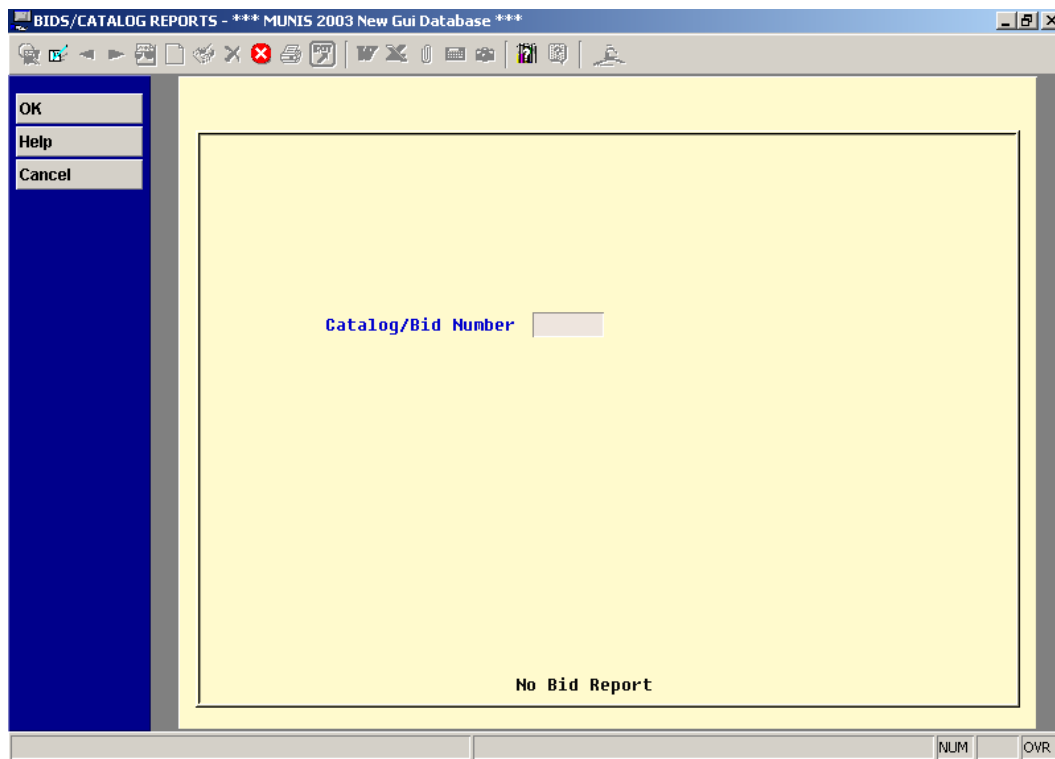 BIDS/CATALOG REPORTS - *** MUNIS 2003 New Gui Database ***
OK
Help
Cancel
Catalog/Bid Number
No Bid Report
NUM OVR